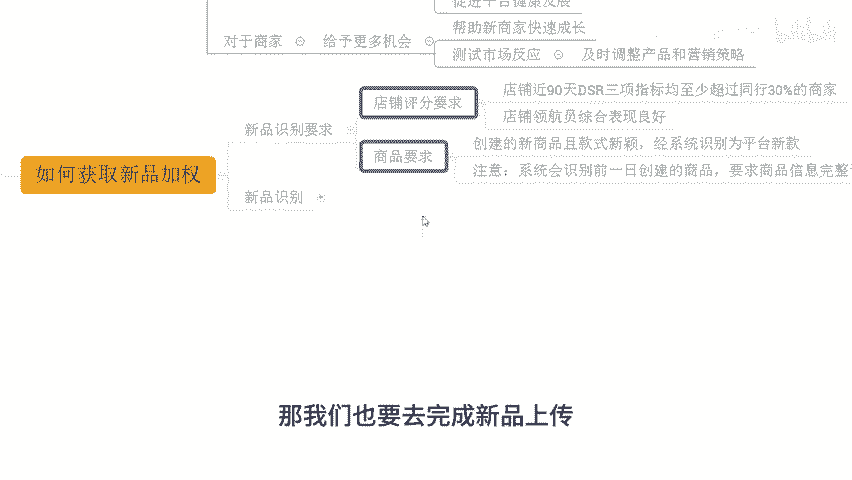 促进平台健康发展
帮助新商家快速成长
对于商家 给予更多机会
测试市场反应 及时调整产品和营销策略
店铺评分要求
店铺近90天DSR三项指标均至少超过同行30%的商家
新品识别要求
店铺领航员综合表现良好
商品要求
创建的新商品且款式新颖，经系统识别为平台新款
注意：系统会识别前一日创建的商品，要求商品信息完整
如何获取新品加权
新品识别
那我们也要去完成新品上传